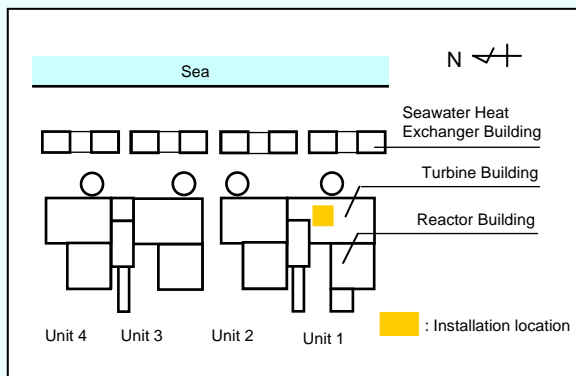 N
Sea
Seawater Heat
Exchanger Building
Turbine Building
Reactor Building
Unit 4
Unit 3
Unit 2
Unit 1
: Installation location